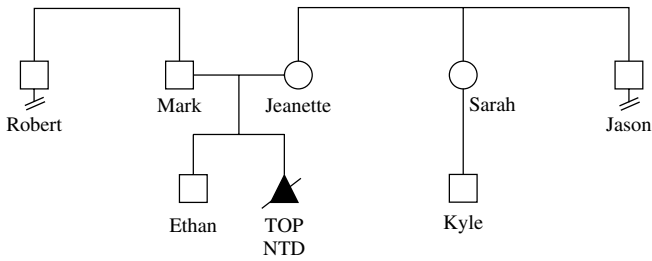 Robert
Mark
Jeanette
Sarah
Jason
Ethan
TOP
NTD
Kyle